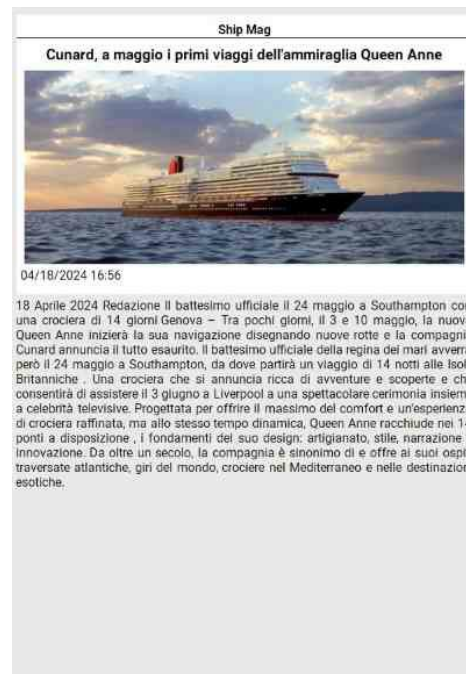 Ship Mag
Cunard, a maggio i primi viaggi dell'ammiraglia Queen Anne
04/18/2024 16:56
18 Aprile 2024 Redazione Il battesimo ufficiale il 24 maggio a Southampton con
una crociera di 14 giorni Genova – Tra pochi giorni, il 3 e 10 maggio, la nuov
Queen Anne inizierà la sua navigazione disegnando nuove rotte e la compagni
Cunard annuncia il tutto esaurito. Il battesimo ufficiale della regina dei mari avverr
però il 24 maggio a Southampton, da dove partirà un viaggio di 14 notti alle Isol
Britanniche . Una crociera che si annuncia ricca di avventure e scoperte e ch
consentirà di assistere il 3 giugno a Liverpool a una spettacolare cerimonia insiem
a celebrità televisive. Progettata per offrire il massimo del comfort e un'esperienz
di crociera raffinata, ma allo stesso tempo dinamica, Queen Anne racchiude nei 14
ponti a disposizione , i fondamenti del suo design: artigianato, stile, narrazione
innovazione. Da oltre un secolo, la compagnia è sinonimo di e offre ai suoi ospi
traversate atlantiche, giri del mondo, crociere nel Mediterraneo e nelle destinazion
esotiche.